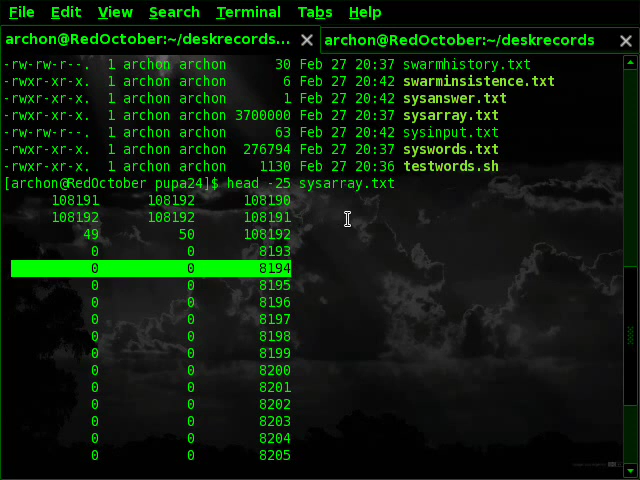 File Edit View Search Terminal Tabs Help
archon@RedOctober:~/deskrecords... archon@RedOctober:~/deskrecords
-rw-rw-r--. 1 archon archon 30 Feb 27 20:37 swarmhistory.txt
-rwxr-xr-x. 1 archon archon 6 Feb 27 20:42 swarminsistence.txt
-rwxr-xr-x. 1 archon archon 1 Feb 27 20:42 sysanswer.txt
-rwxr-xr-x. 1 archon archon 3700000 Feb 27 20:37 sysarray.txt
-rw-rw-r--. 1 archon archon 63 Feb 27 20:42 sysinput.txt
-rwxr-xr-x. 1 archon archon 276794 Feb 27 20:37 syswords.txt
-rwxr-xr-x. 1 archon archon 1130 Feb 27 20:36 testwords.sh
[archon@RedOctober pupa24]$ head -25 sysarray.txt
108191 108192 108190
108192 108192 108191
49 50 108192
0 0 8193
0 0 8194
0 0 8195
0 0 8196
0 0 8197
0 0 8198
0 0 8199
0 0 8200
0 0 8201
0 0 8202
0 0 8203
0 0 8204
0 0 8205